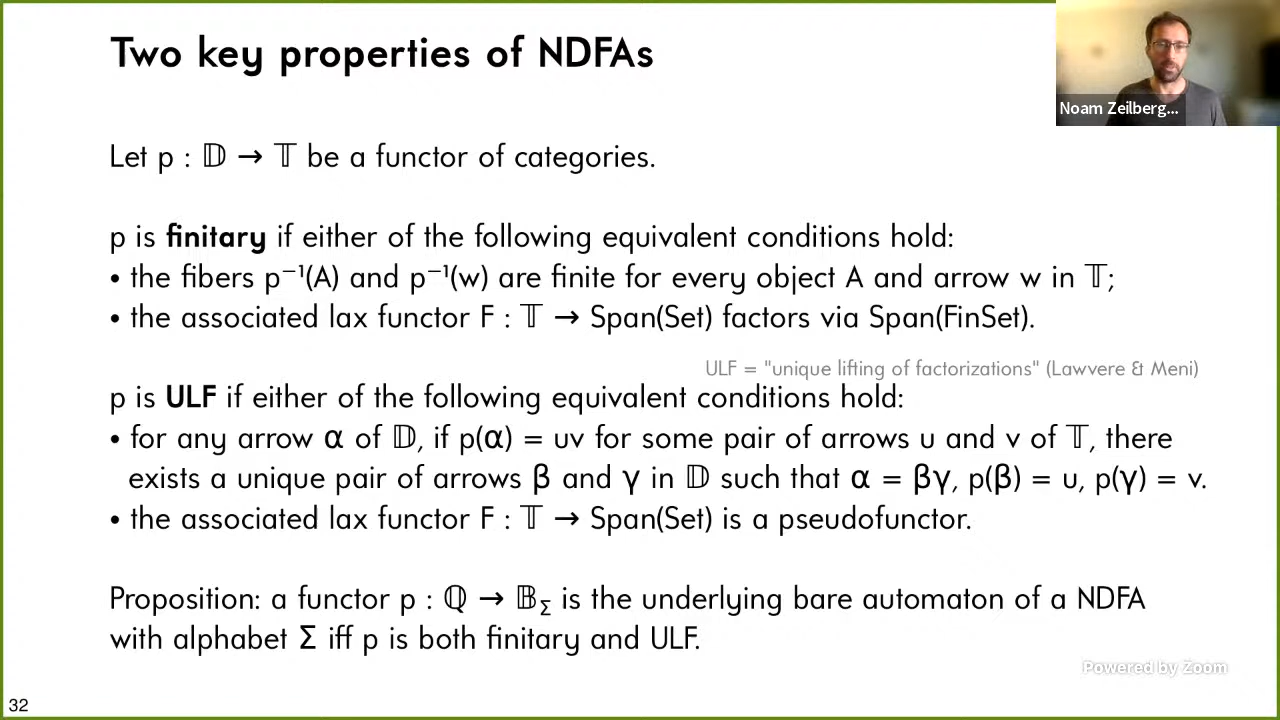 Two key properties of NDFAs
Noam Zeilberg...
Let p : 𝔻 → 𝕋 be a functor of categories.
p is finitary if either of the following equivalent conditions hold:
• the fibers p⁻¹(A) and p⁻¹(w) are finite for every object A and arrow w in 𝕋;
• the associated lax functor F : 𝕋 → Span(Set) factors via Span(FinSet).
ULF = "unique lifting of factorizations" (Lawvere & Meni)
p is ULF if either of the following equivalent conditions hold:
• for any arrow α of 𝔻, if p(α) = uv for some pair of arrows u and v of 𝕋, there
exists a unique pair of arrows β and γ in 𝔻 such that α = βγ, p(β) = u, p(γ) = v.
• the associated lax functor F : 𝕋 → Span(Set) is a pseudofunctor.
Proposition: a functor p : ℚ → 𝔹_Σ is the underlying bare automaton of a NDFA
with alphabet Σ iff p is both finitary and ULF.
Powered by Zoom
32